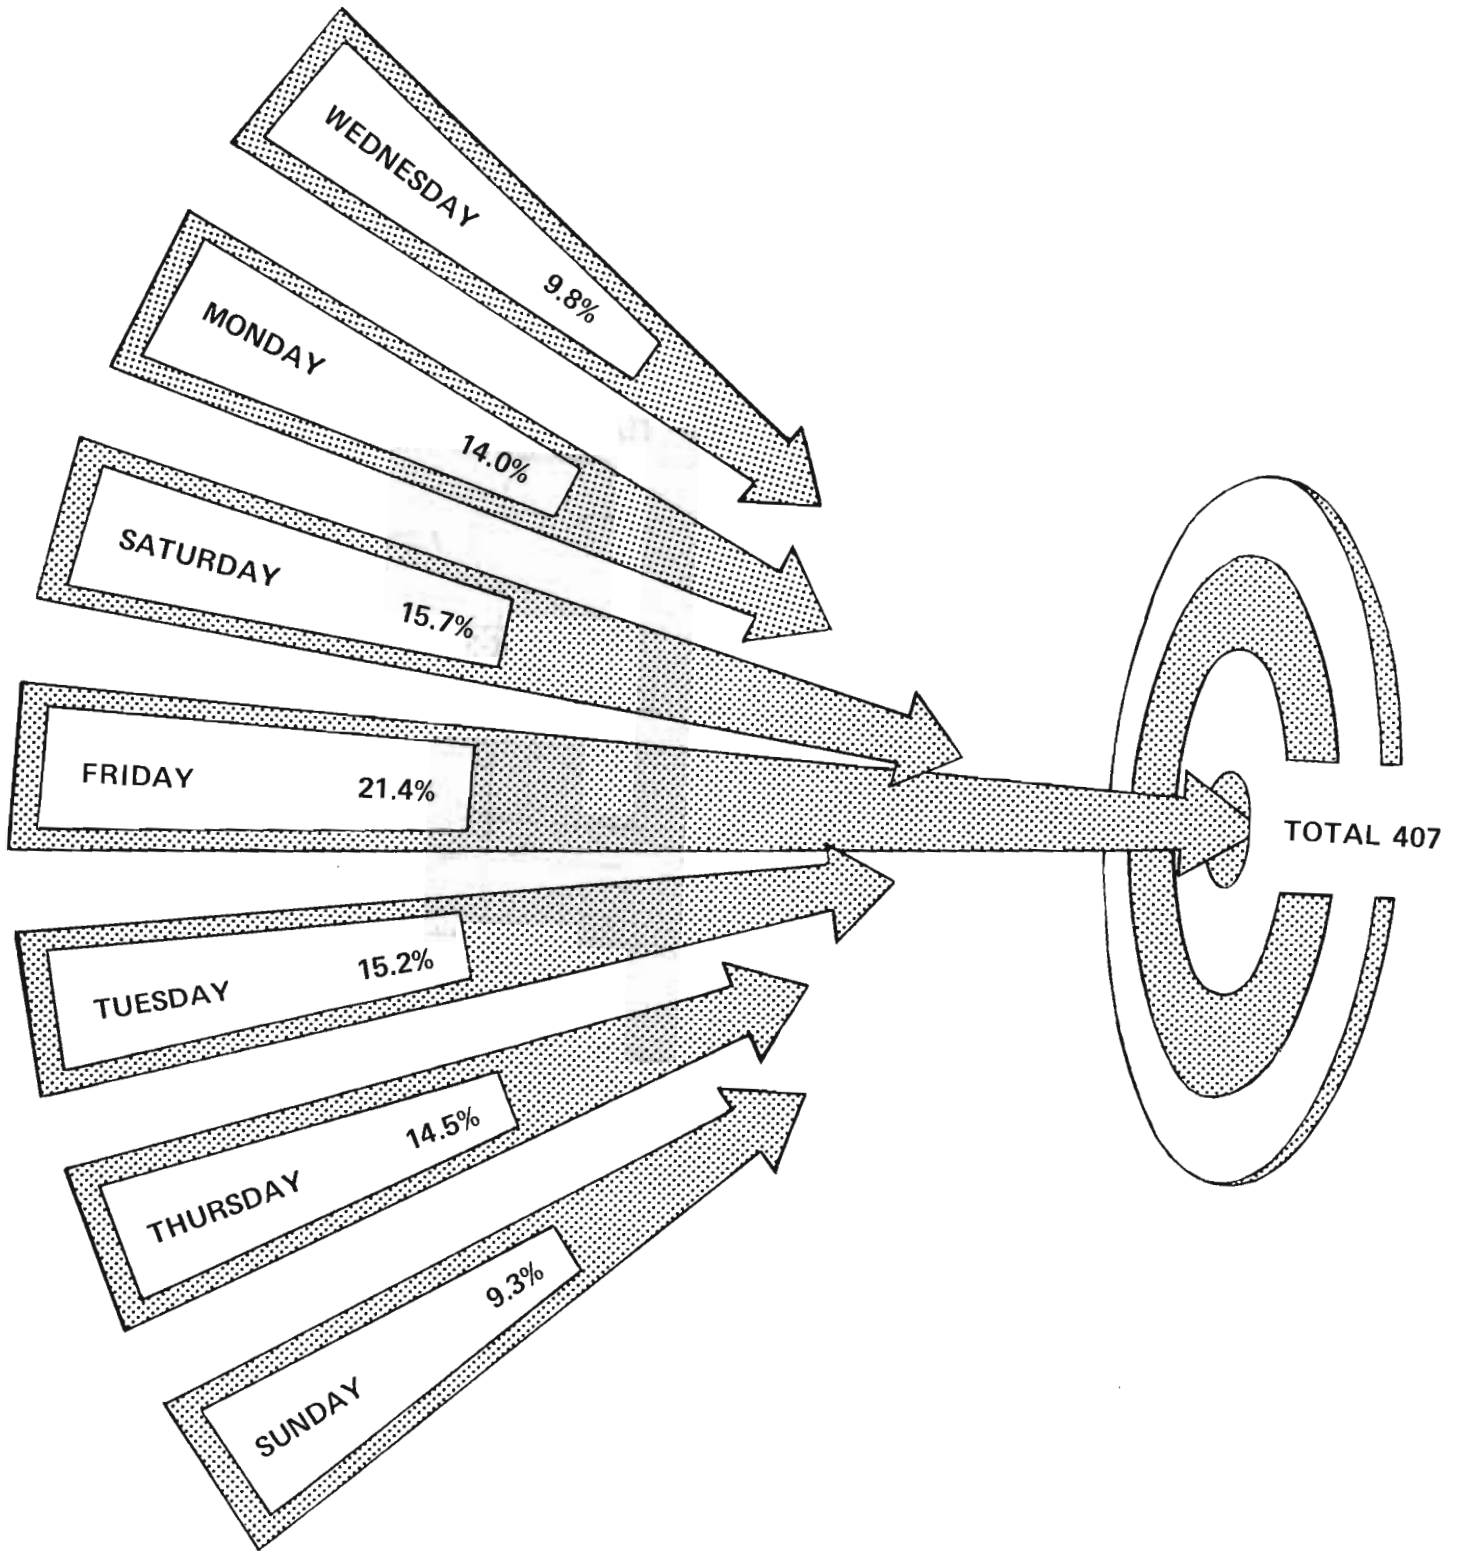 WEDNESDAY
9.8%
MONDAY
14.0%
SATURDAY
15.7%
FRIDAY
21.4%
TOTAL 407
TUESDAY
15.2%
THURSDAY
14.5%
SUNDAY
9.3%